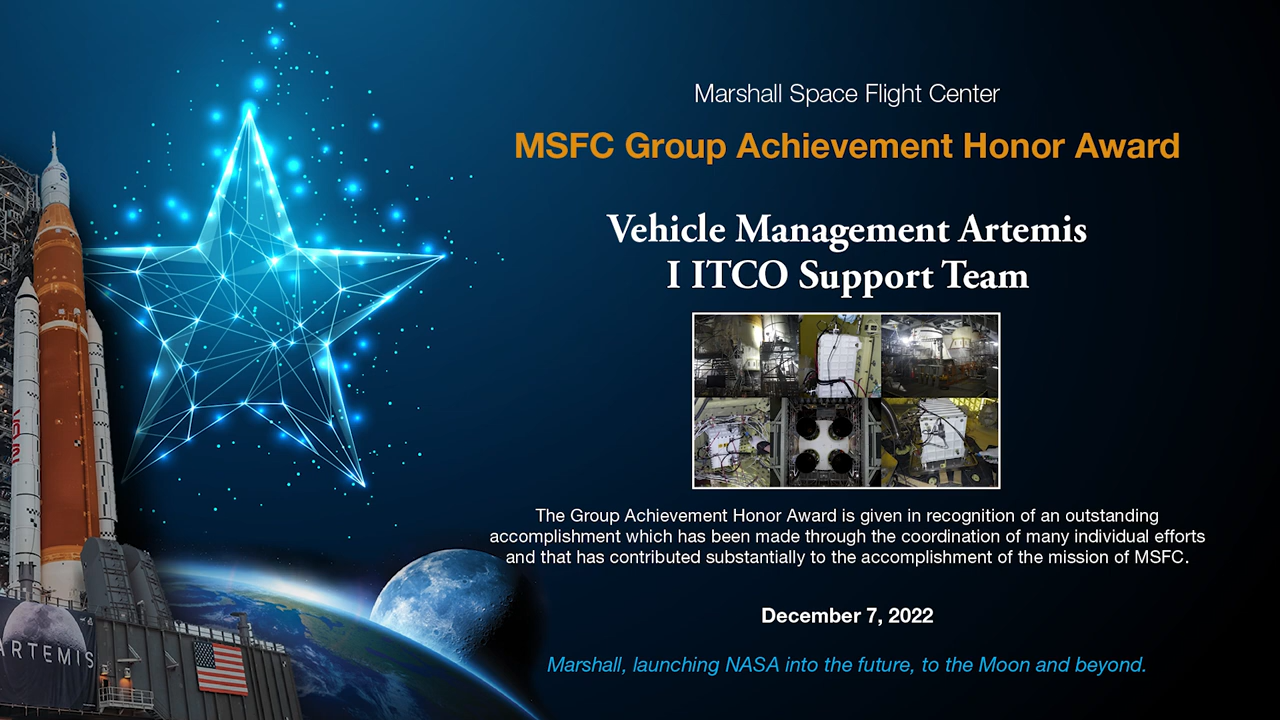 Marshall Space Flight Center
MSFC Group Achievement Honor Award
Vehicle Management Artemis
I ITCO Support Team
The Group Achievement Honor Award is given in recognition of an outstanding
accomplishment which has been made through the coordination of many individual efforts
and that has contributed substantially to the accomplishment of the mission of MSFC.
December 7, 2022
Marshall, launching NASA into the future, to the Moon and beyond.
ARTEMIS